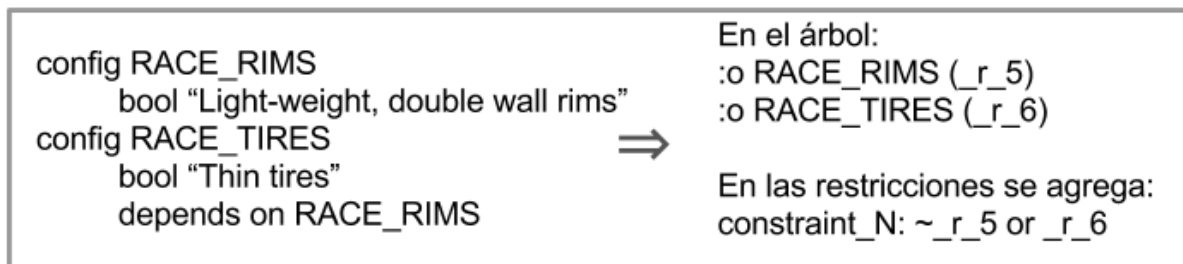 config RACE_RIMS
bool “Light-weight, double wall rims”
config RACE_TIRES
bool “Thin tires”
depends on RACE_RIMS
⇒
En el árbol:
:o RACE_RIMS (_r_5)
:o RACE_TIRES (_r_6)
En las restricciones se agrega:
constraint_N: ~_r_5 or _r_6